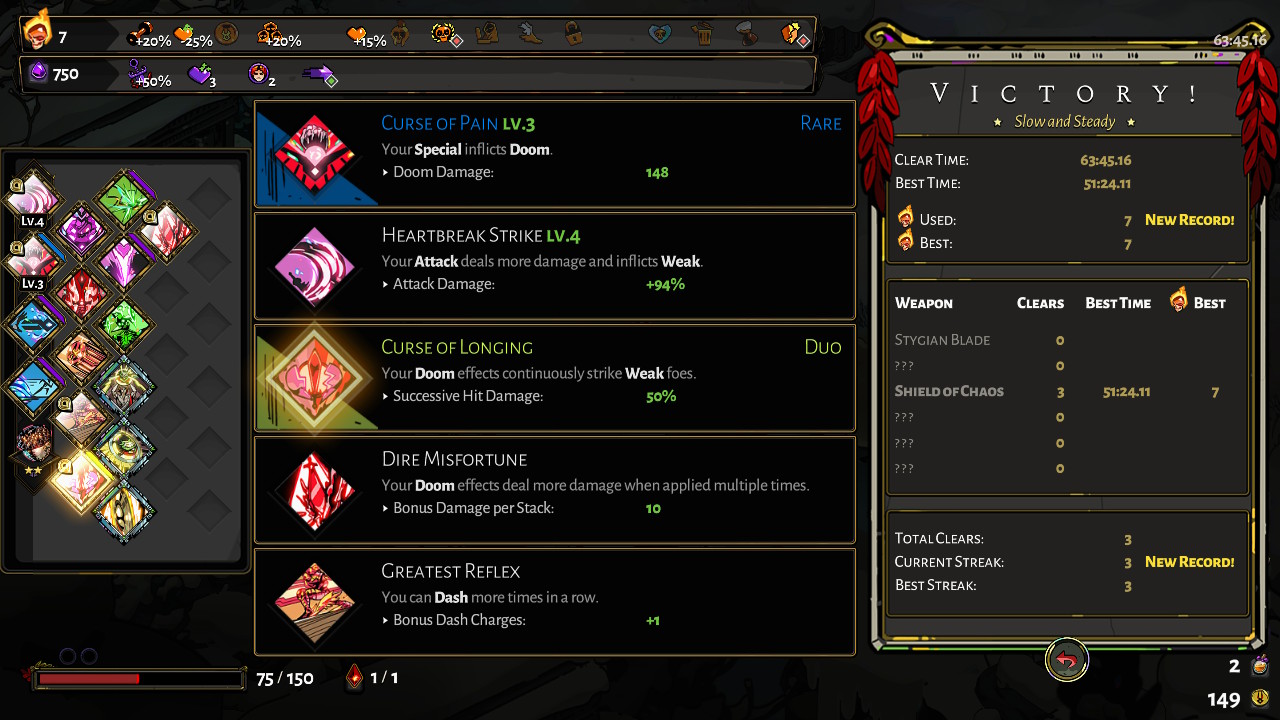 7
+20%
-25%
+20%
+15%
63:45.16
750
+50%
3
2
Lv.4
Lv.3
CURSE OF PAIN LV.3
RARE
Your Special inflicts Doom.
Doom Damage: 148
HEARTBREAK STRIKE LV.4
Your Attack deals more damage and inflicts Weak.
Attack Damage: +94%
CURSE OF LONGING
DUO
Your Doom effects continuously strike Weak foes.
Successive Hit Damage: 50%
DIRE MISFORTUNE
Your Doom effects deal more damage when applied multiple times.
Bonus Damage per Stack: 10
GREATEST REFLEX
You can Dash more times in a row.
Bonus Dash Charges: +1
75 / 150
1 / 1
VICTORY!
Slow and Steady
CLEAR TIME: 63:45.16
BEST TIME: 51:24.11
USED: 7 NEW RECORD!
BEST: 7
WEAPON CLEARS BEST TIME BEST
STYGIAN BLADE 0
??? 0
SHIELD OF CHAOS 3 51:24.11 7
??? 0
??? 0
??? 0
TOTAL CLEARS: 3
CURRENT STREAK: 3 NEW RECORD!
BEST STREAK: 3
2
149